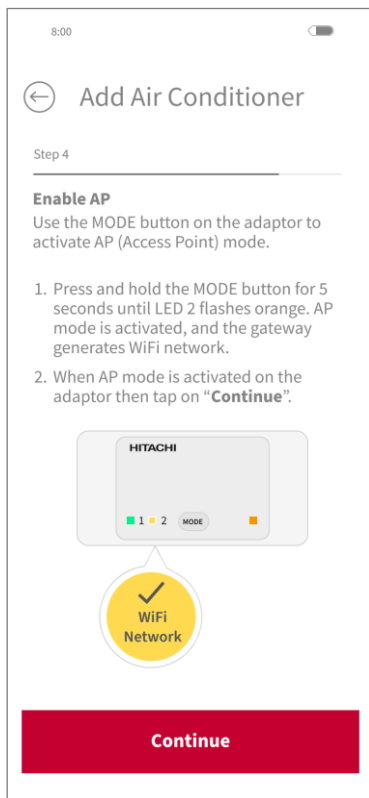 8:00
Add Air Conditioner
Step 4
Enable AP
Use the MODE button on the adaptor to
activate AP (Access Point) mode.
1. Press and hold the MODE button for 5
seconds until LED 2 flashes orange. AP
mode is activated, and the gateway
generates WiFi network.
2. When AP mode is activated on the
adaptor then tap on “Continue”.
HITACHI
1 2 MODE
WiFi
Network
Continue